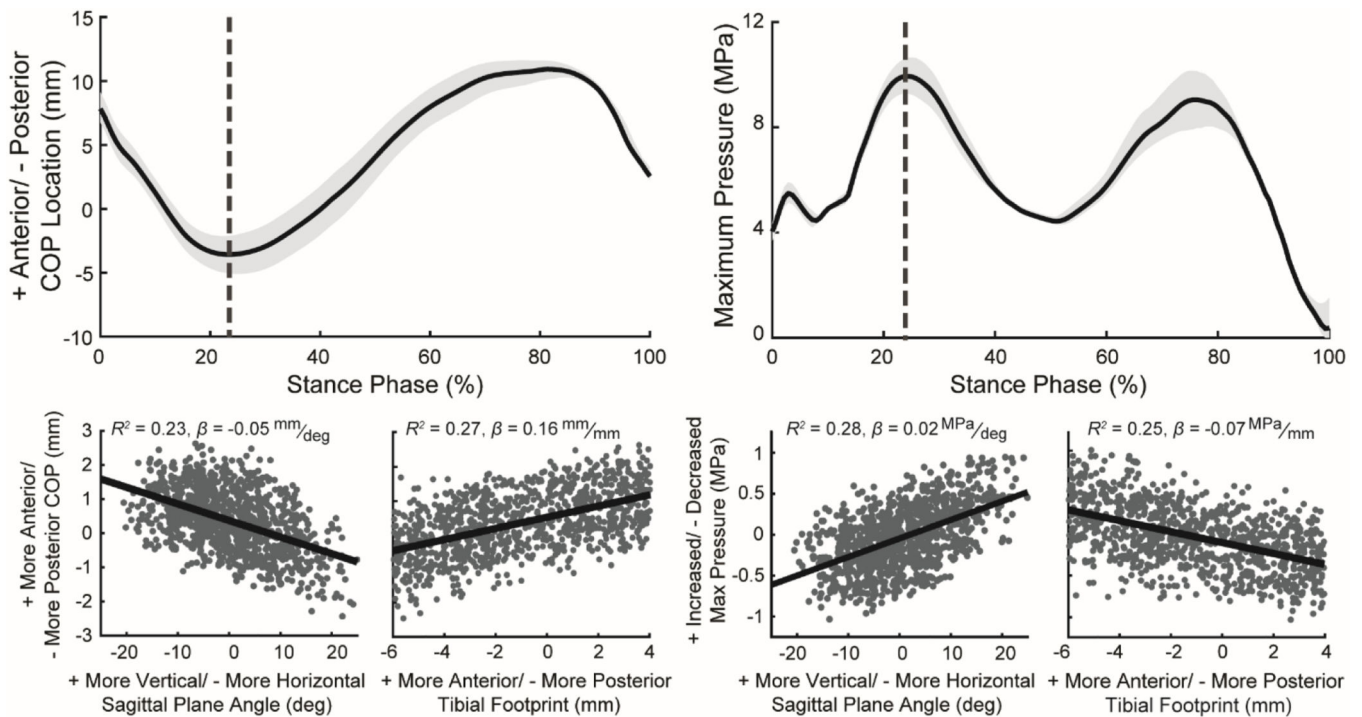 + Anterior/ - Posterior
COP Location (mm)
15
10
5
0
-5
-10
0
20
40
60
80
100
Stance Phase (%)
Maximum Pressure (MPa)
12
8
4
0
0
20
40
60
80
100
Stance Phase (%)
+ More Anterior/
- More Posterior COP (mm)
R² = 0.23, β = -0.05 mm/deg
3
2
1
0
-1
-2
-3
-20
-10
0
10
20
+ More Vertical/ - More Horizontal
Sagittal Plane Angle (deg)
R² = 0.27, β = 0.16 mm/mm
-6
-4
-2
0
2
4
+ More Anterior/ - More Posterior
Tibial Footprint (mm)
+ Increased/ - Decreased
Max Pressure (MPa)
R² = 0.28, β = 0.02 MPa/deg
1
0.5
0
-0.5
-1
-20
-10
0
10
20
+ More Vertical/ - More Horizontal
Sagittal Plane Angle (deg)
R² = 0.25, β = -0.07 MPa/mm
-6
-4
-2
0
2
4
+ More Anterior/ - More Posterior
Tibial Footprint (mm)